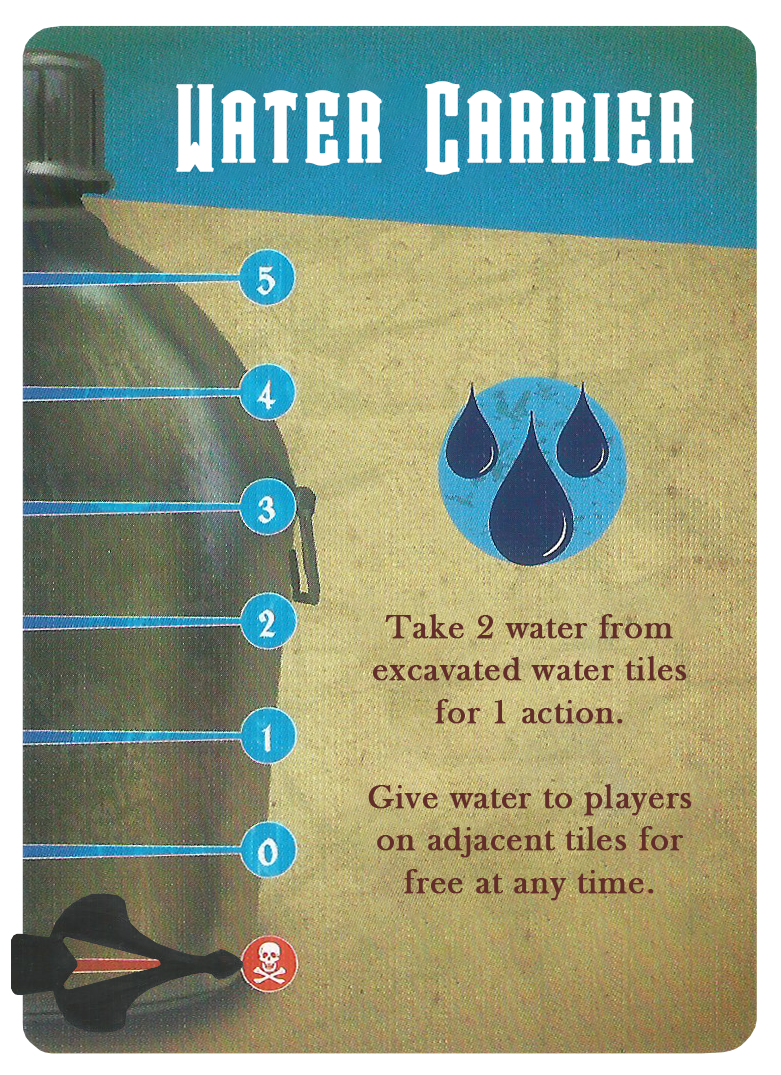 WATER CARRIER
5
4
3
2
1
0
Take 2 water from
excavated water tiles
for 1 action.
Give water to players
on adjacent tiles for
free at any time.